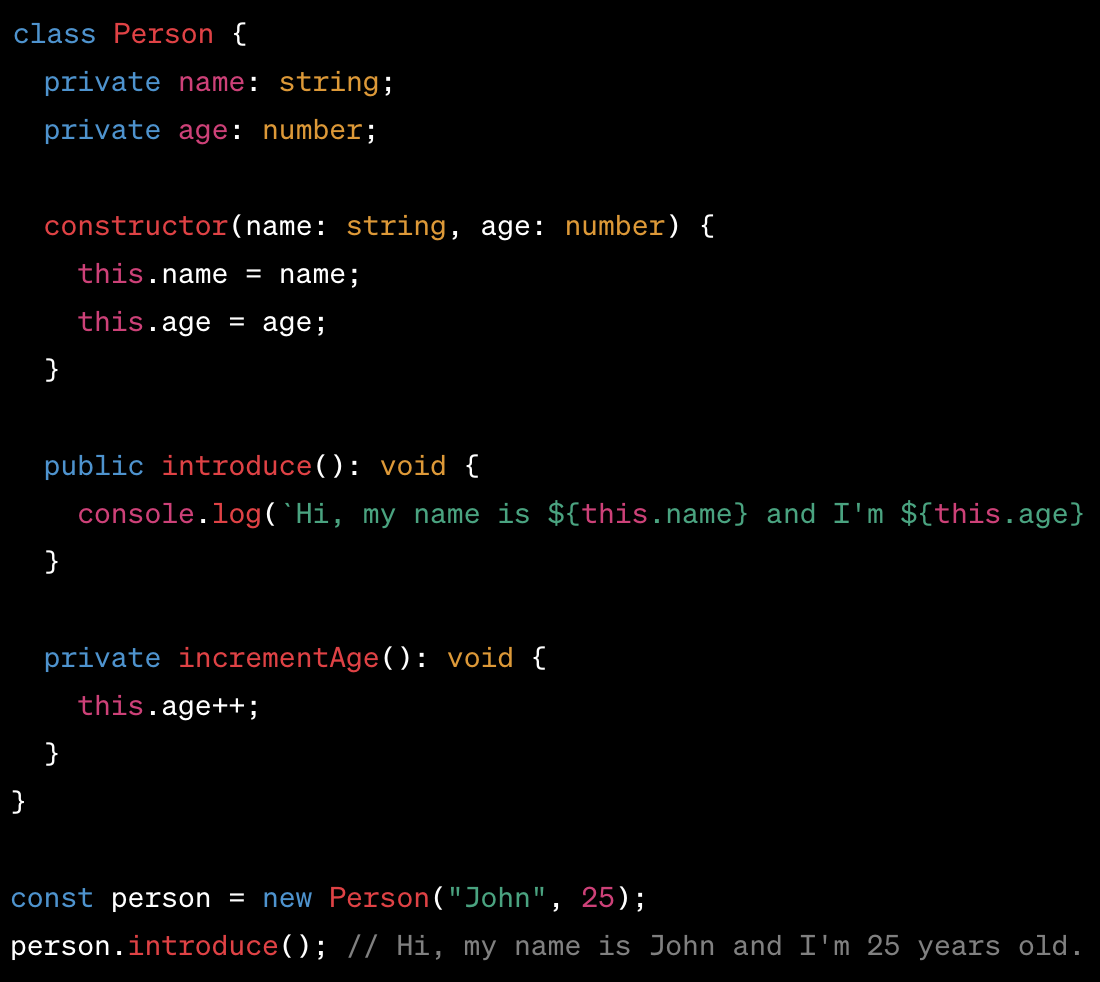 class Person {
  private name: string;
  private age: number;

  constructor(name: string, age: number) {
    this.name = name;
    this.age = age;
  }

  public introduce(): void {
    console.log(`Hi, my name is ${this.name} and I'm ${this.age}
  }

  private incrementAge(): void {
    this.age++;
  }
}

const person = new Person("John", 25);
person.introduce(); // Hi, my name is John and I'm 25 years old.